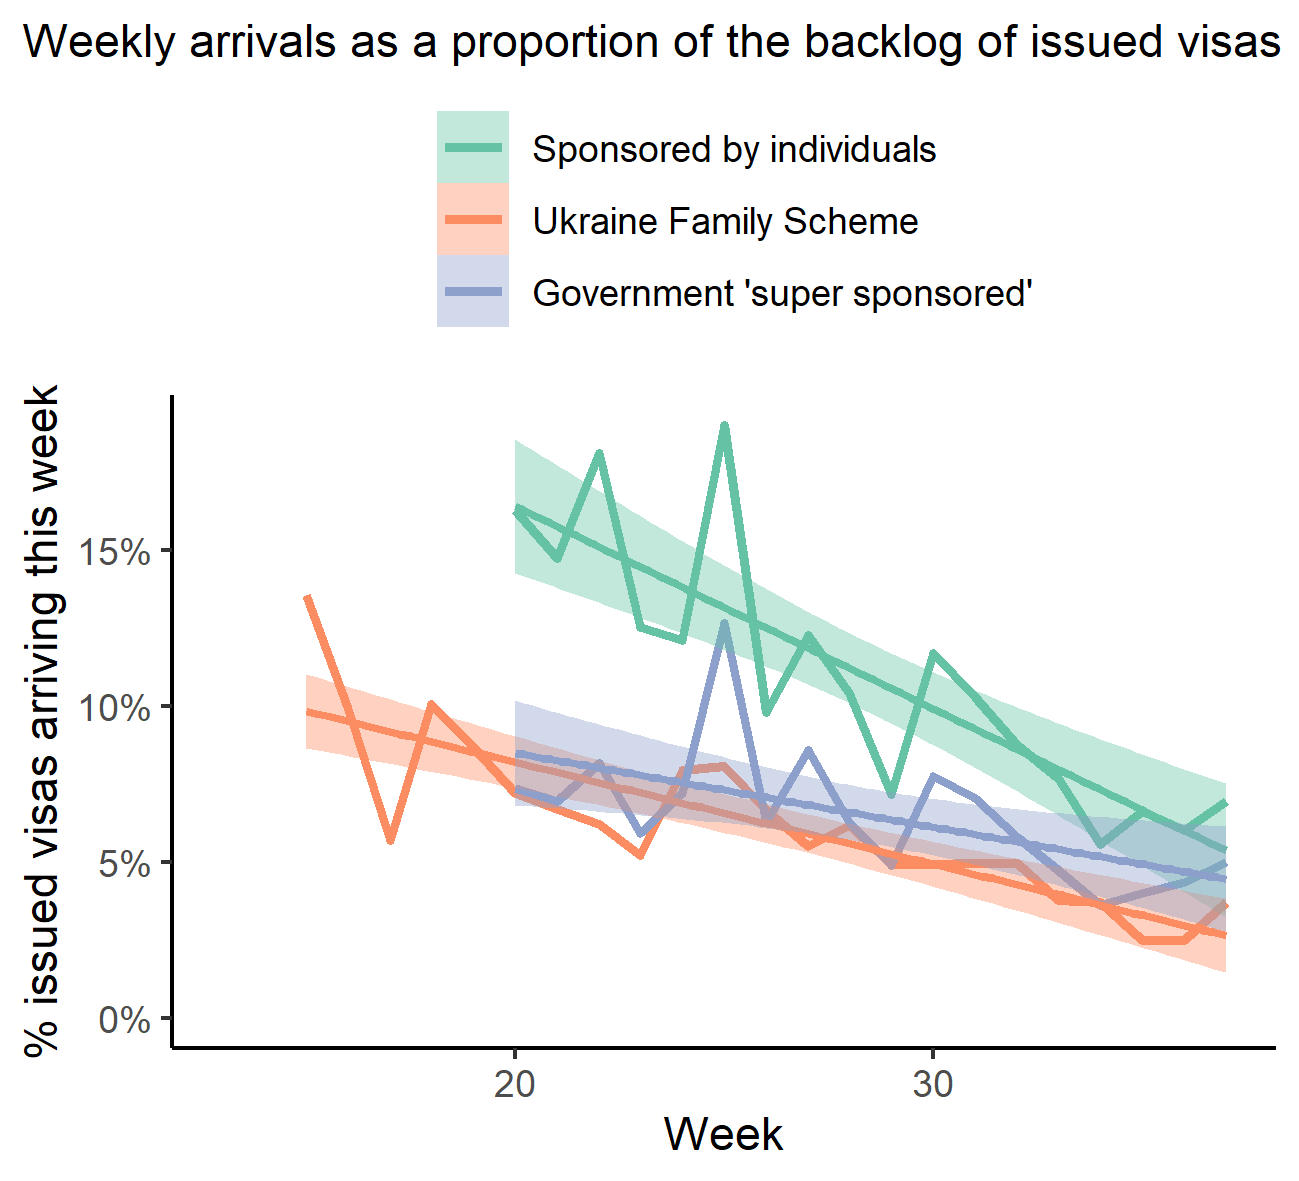 Weekly arrivals as a proportion of the backlog of issued visas
Sponsored by individuals
Ukraine Family Scheme
Government 'super sponsored'
% issued visas arriving this week
15%
10%
5%
0%
20
30
Week